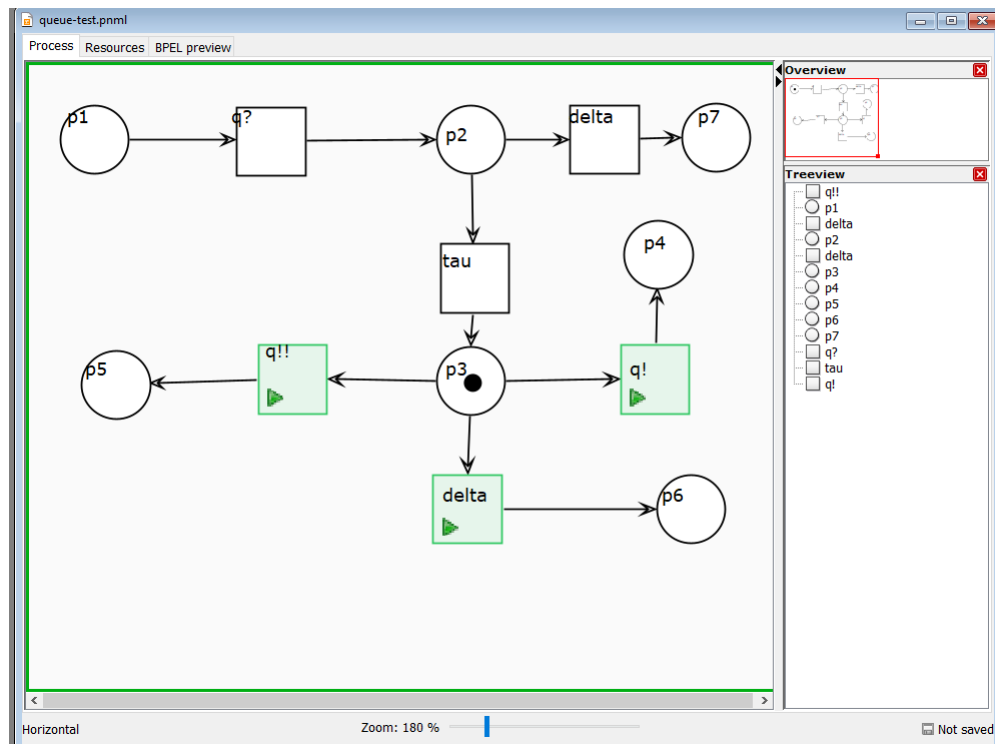 queue-test.pnml
Process Resources BPEL preview
p1
q?
p2
delta
p7
tau
p4
p5
q!!
p3
q!
delta
p6
Overview
Treeview
q!!
p1
delta
p2
delta
p3
p4
p5
p6
p7
q?
tau
q!
Horizontal
Zoom: 180 %
Not saved